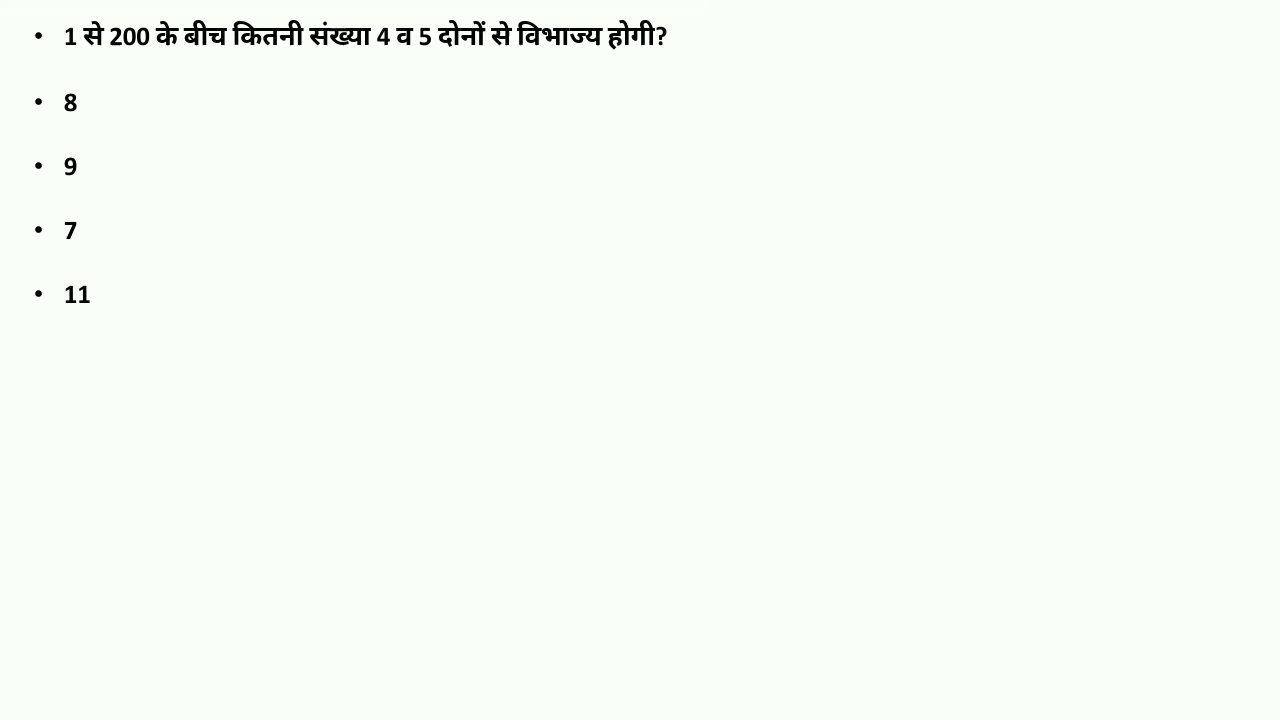 • 1 से 200 के बीच कितनी संख्या 4 व 5 दोनों से विभाज्य होगी?
• 8
• 9
• 7
• 11